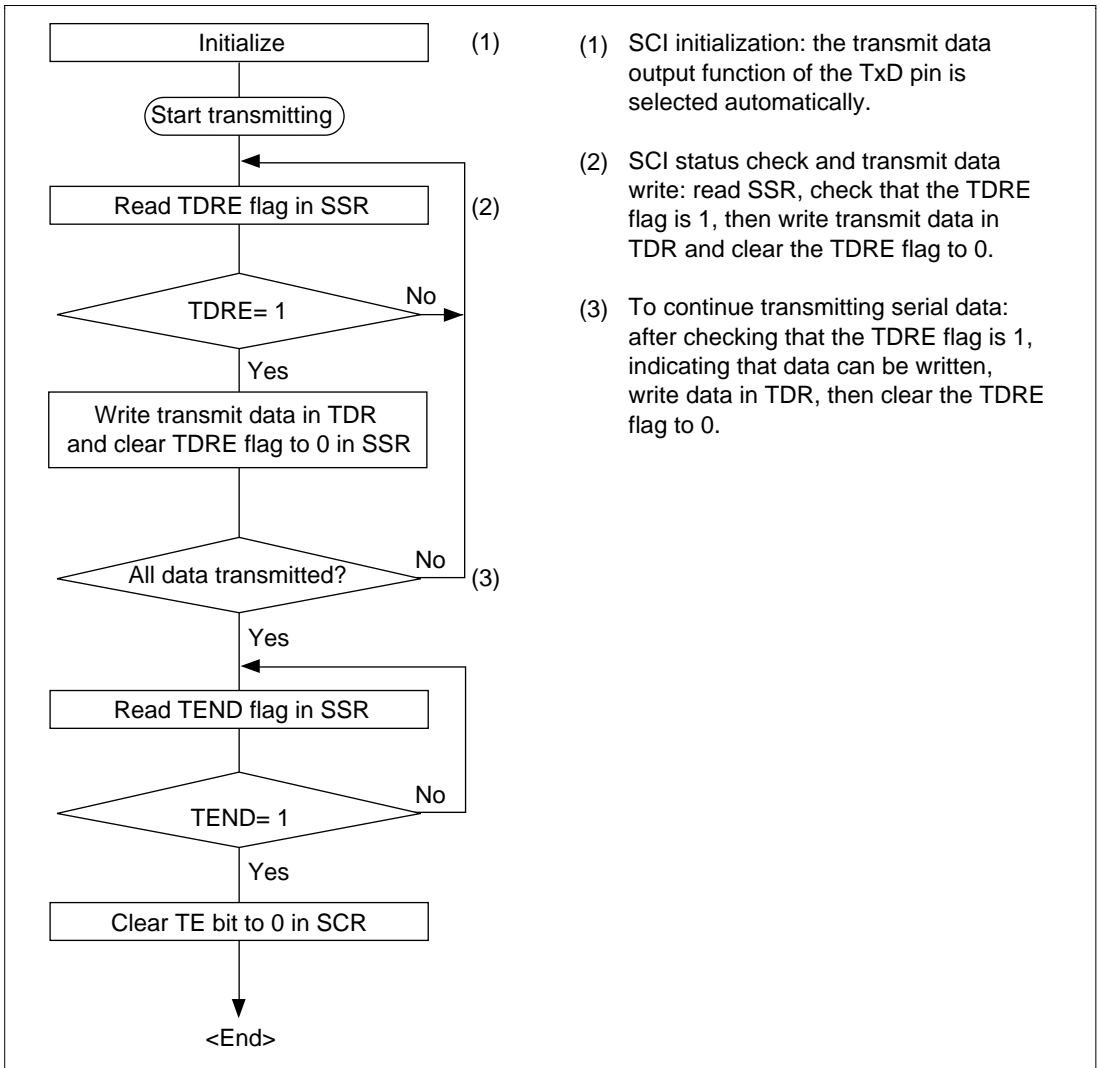 Initialize
(1)
Start transmitting
Read TDRE flag in SSR
(2)
TDRE= 1
No
Yes
Write transmit data in TDR
and clear TDRE flag to 0 in SSR
All data transmitted?
No
(3)
Yes
Read TEND flag in SSR
TEND= 1
No
Yes
Clear TE bit to 0 in SCR
<End>
(1) SCI initialization: the transmit data
output function of the TxD pin is
selected automatically.
(2) SCI status check and transmit data
write: read SSR, check that the TDRE
flag is 1, then write transmit data in
TDR and clear the TDRE flag to 0.
(3) To continue transmitting serial data:
after checking that the TDRE flag is 1,
indicating that data can be written,
write data in TDR, then clear the TDRE
flag to 0.